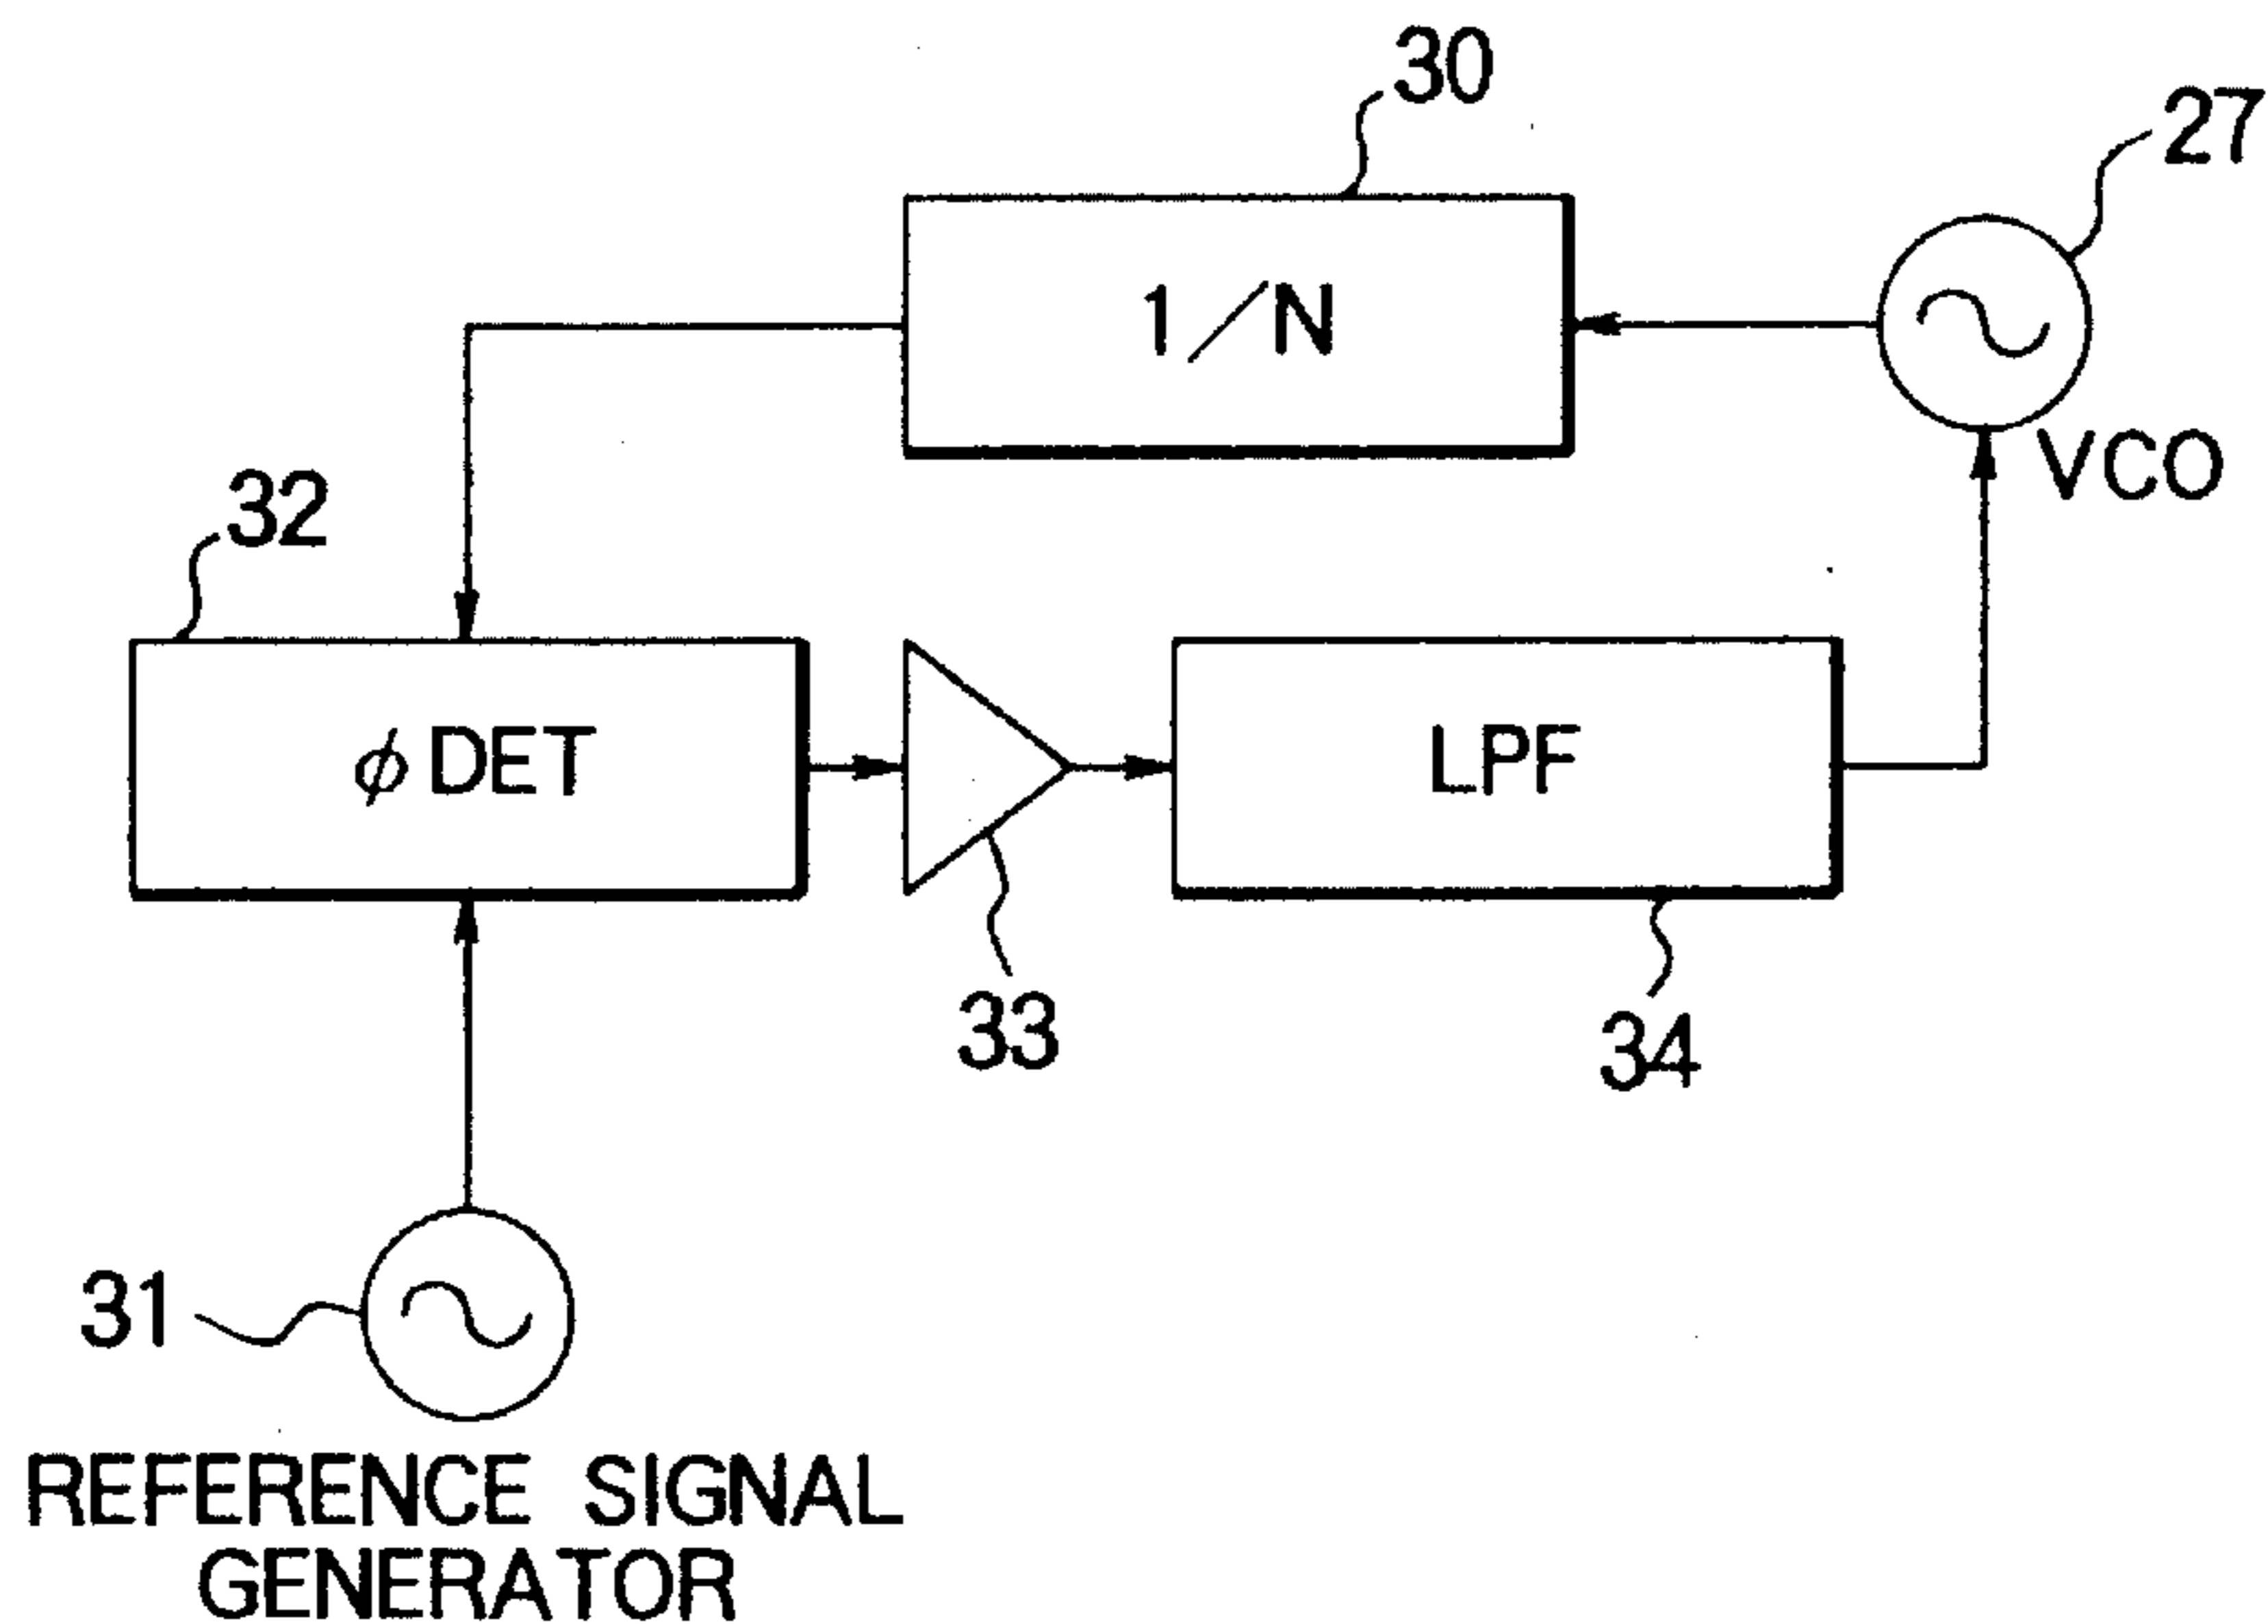 30
27
1/N
VCO
32
φ DET
LPF
33
34
31
REFERENCE SIGNAL
GENERATOR